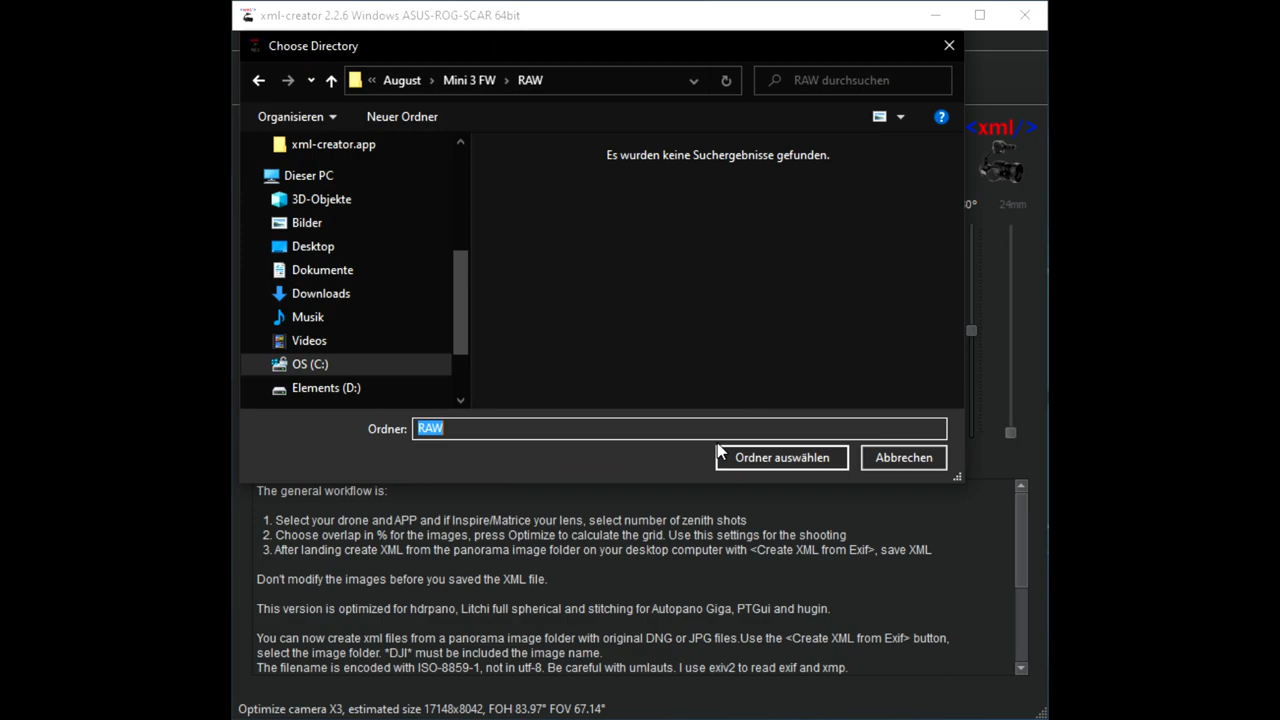 xml-creator 2.2.6 Windows ASUS-ROG-SCAR 64bit
Choose Directory
« August › Mini 3 FW › RAW
RAW durchsuchen
Organisieren
Neuer Ordner
<xml/>
xml-creator.app
Es wurden keine Suchergebnisse gefunden.
Dieser PC
3D-Objekte
0°
24mm
Bilder
Desktop
Dokumente
Downloads
Musik
Videos
OS (C:)
Elements (D:)
Ordner: RAW
Ordner auswählen
Abbrechen
The general workflow is:
1. Select your drone and APP and if Inspire/Matrice your lens, select number of zenith shots
2. Choose overlap in % for the images, press Optimize to calculate the grid. Use this settings for the shooting
3. After landing create XML from the panorama image folder on your desktop computer with <Create XML from Exif>, save XML
Don't modify the images before you saved the XML file.
This version is optimized for hdrpano, Litchi full spherical and stitching for Autopano Giga, PTGui and hugin.
You can now create xml files from a panorama image folder with original DNG or JPG files.Use the <Create XML from Exif> button,
select the image folder. *DJI* must be included the image name.
The filename is encoded with ISO-8859-1, not in utf-8. Be careful with umlauts. I use exiv2 to read exif and xmp.
Optimize camera X3, estimated size 17148x8042, FOH 83.97° FOV 67.14°